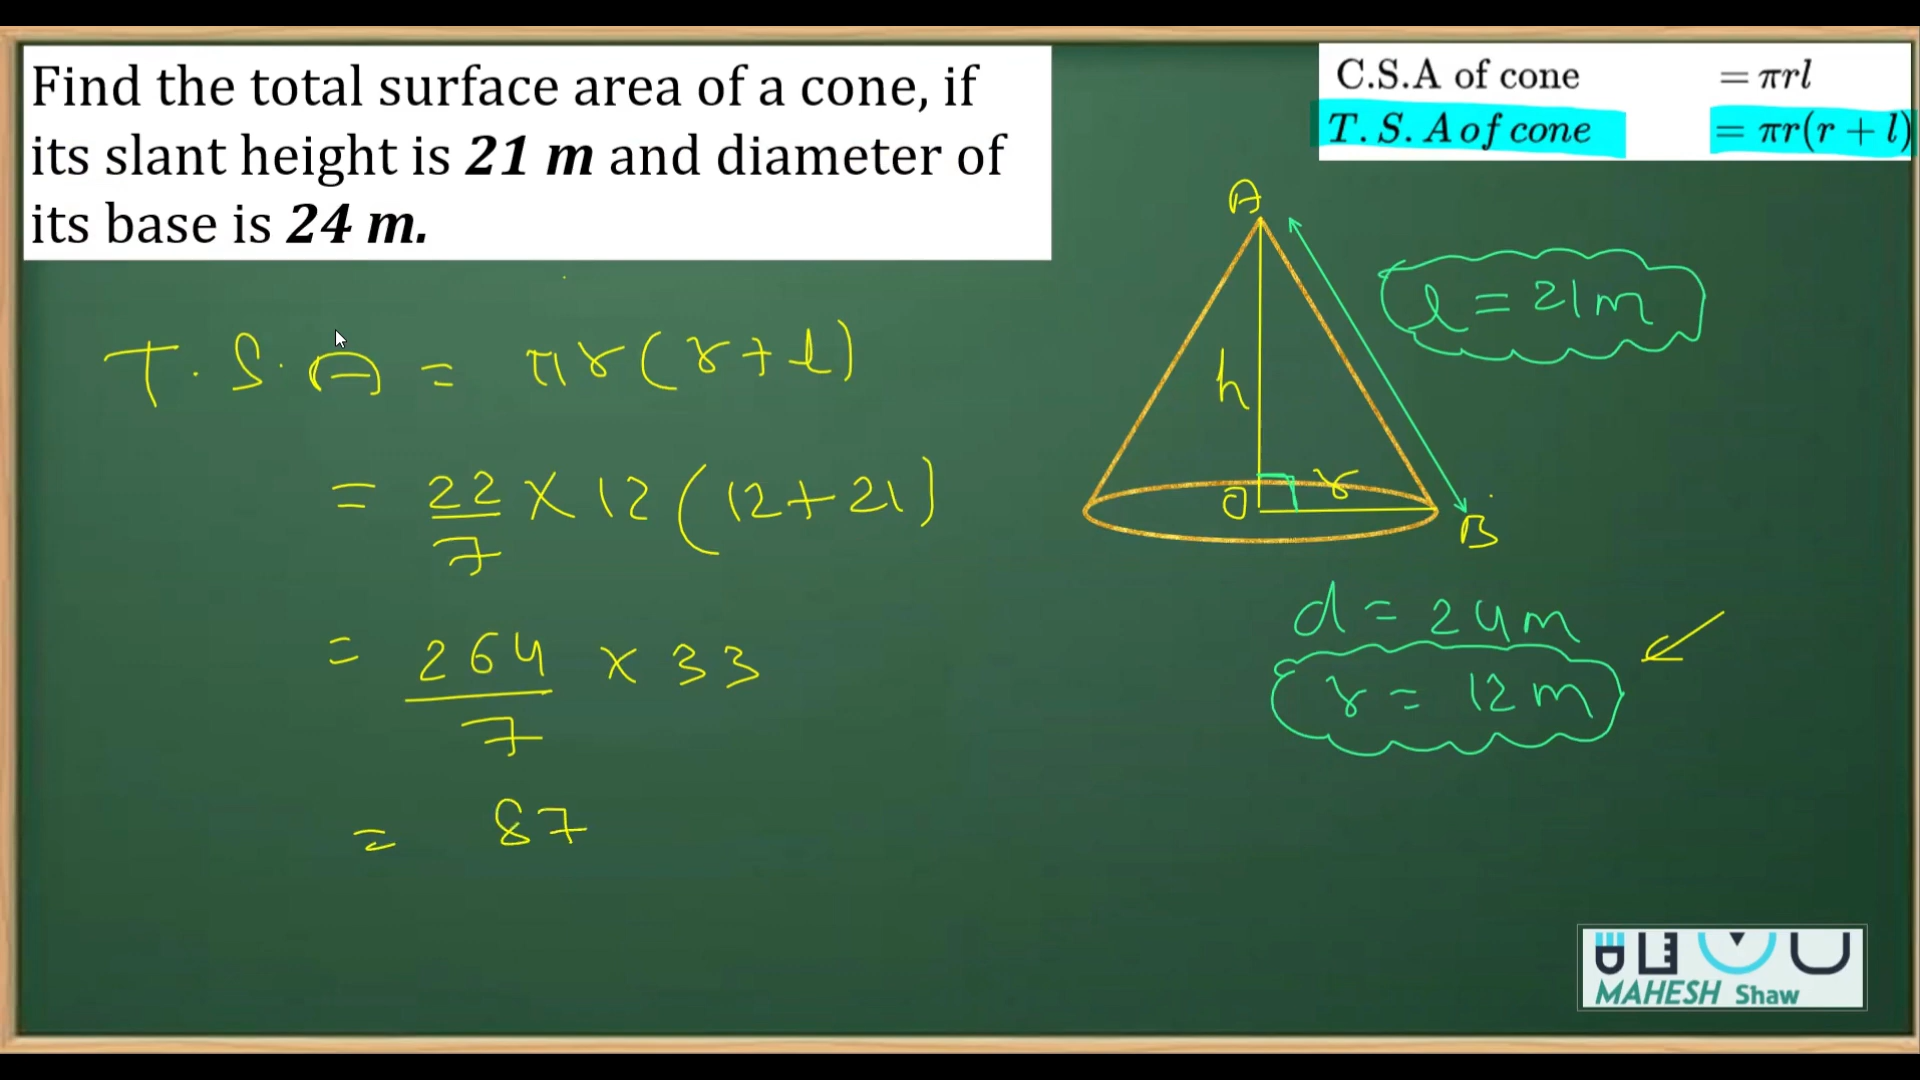 Find the total surface area of a cone, if
its slant height is 21 m and diameter of
its base is 24 m.
C.S.A of cone = πrl
T. S. A of cone = πr(r + l)
T. S. A = πr(r+l)
= 22/7 × 12(12+21)
= 264/7 × 33
= 87
A
h
r
O
B
l = 21m
d = 24m
r = 12m
MAHESH Shaw